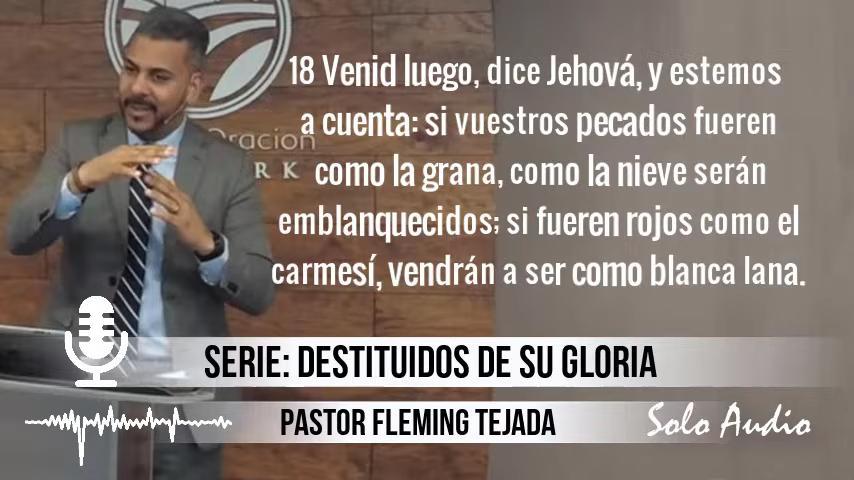 18 Venid luego, dice Jehová, y estemos
a cuenta: si vuestros pecados fueren
como la grana, como la nieve serán
emblanquecidos; si fueren rojos como el
carmesí, vendrán a ser como blanca lana.
Oracion
RK
SERIE: DESTITUIDOS DE SU GLORIA
PASTOR FLEMING TEJADA
Solo Audio